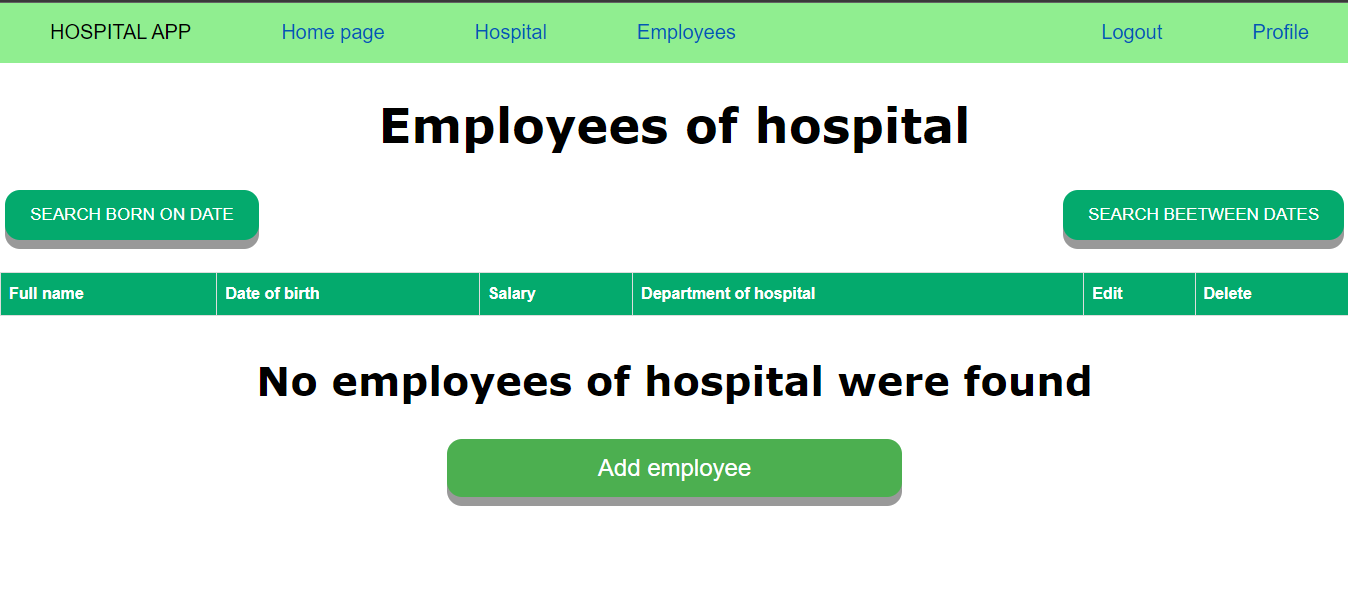 HOSPITAL APP Home page Hospital Employees Logout Profile
Employees of hospital
SEARCH BORN ON DATE SEARCH BEETWEEN DATES
Full name Date of birth Salary Department of hospital Edit Delete
No employees of hospital were found
Add employee